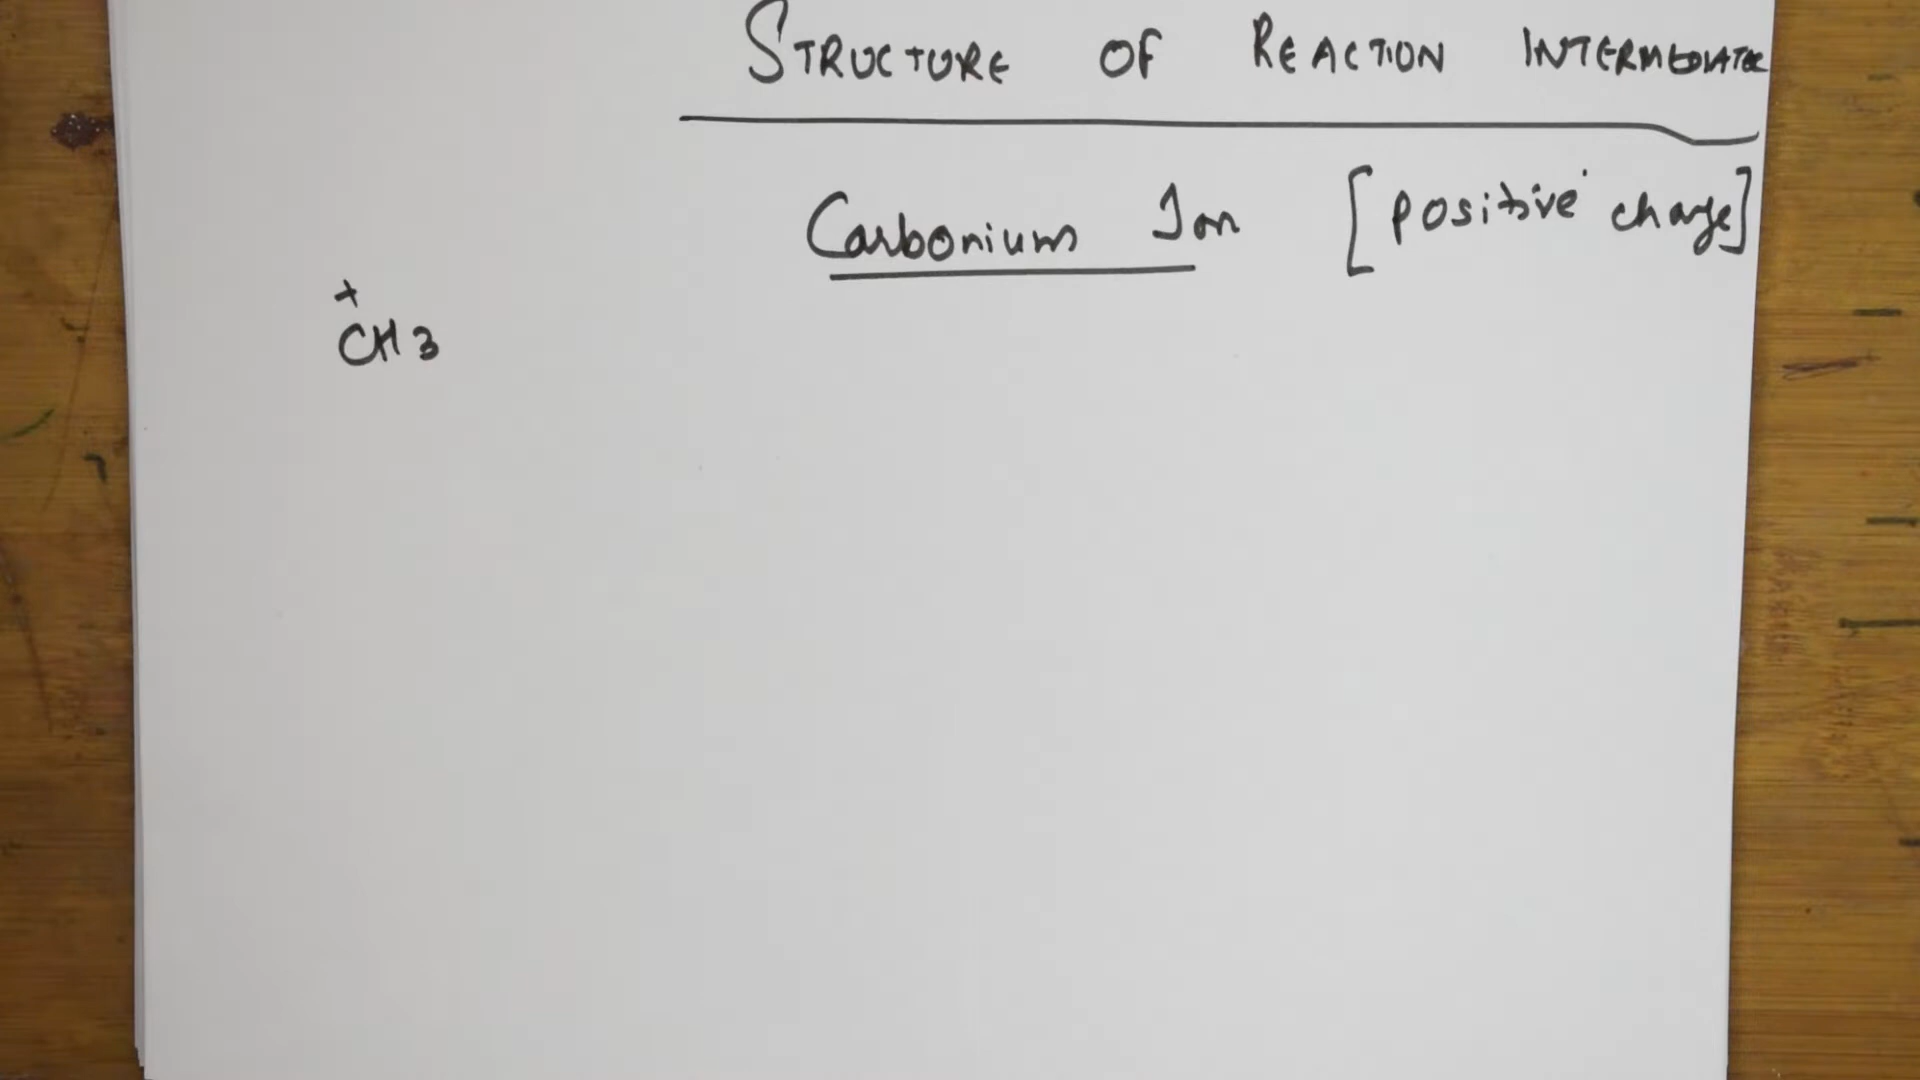 STRUCTURE OF REACTION INTERMEDIATE
Carbonium Ion [positive charge]
+
CH3